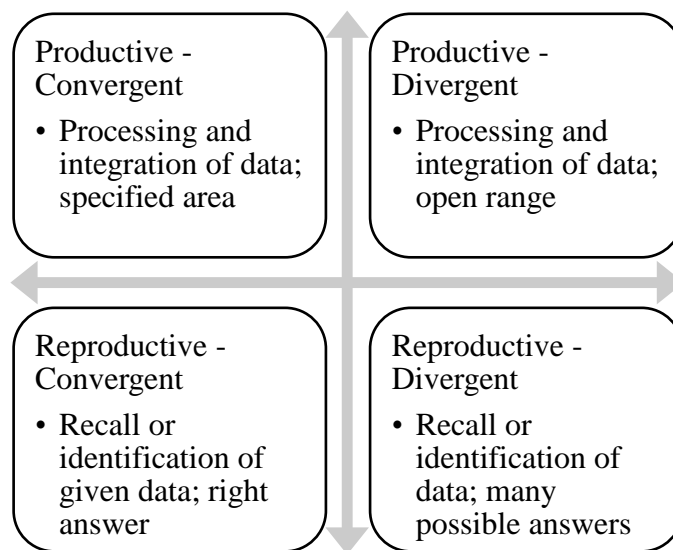 Productive -
Convergent
• Processing and
integration of data;
specified area
Productive -
Divergent
• Processing and
integration of data;
open range
Reproductive -
Convergent
• Recall or
identification of
given data; right
answer
Reproductive -
Divergent
• Recall or
identification of
data; many
possible answers